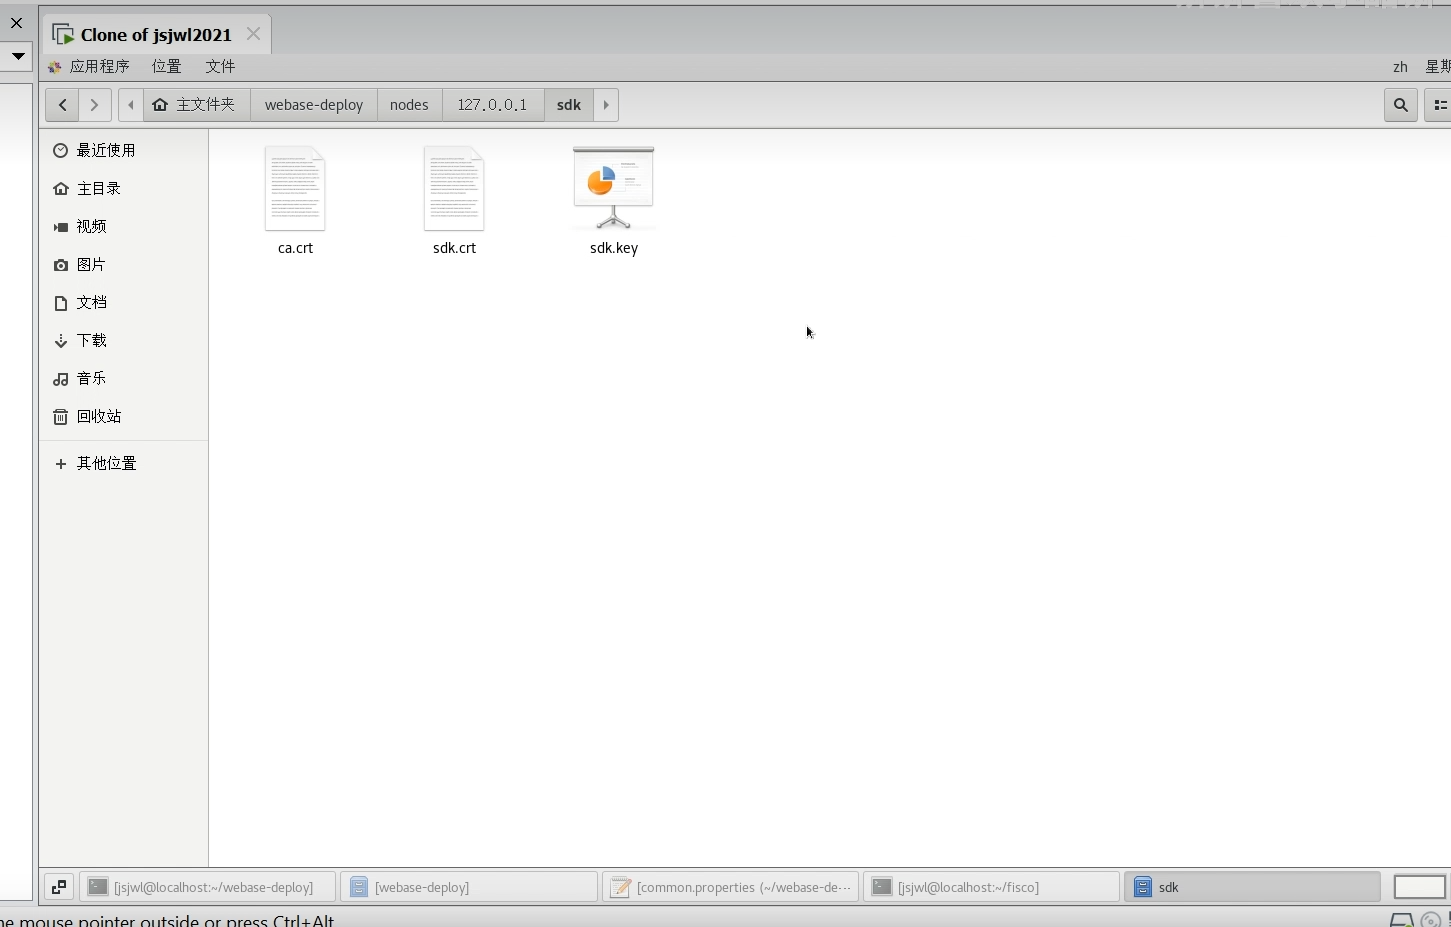 Clone of jsjwl2021
应用程序 位置 文件 zh 星期
主文件夹 webase-deploy nodes 127.0.0.1 sdk
最近使用
主目录
视频
图片
文档
下载
音乐
回收站
其他位置
ca.crt sdk.crt sdk.key
[jsjwl@localhost:~/webase-deploy] [webase-deploy] [common.properties (~/webase-de··· [jsjwl@localhost:~/fisco] sdk
he mouse pointer outside or press Ctrl+Alt